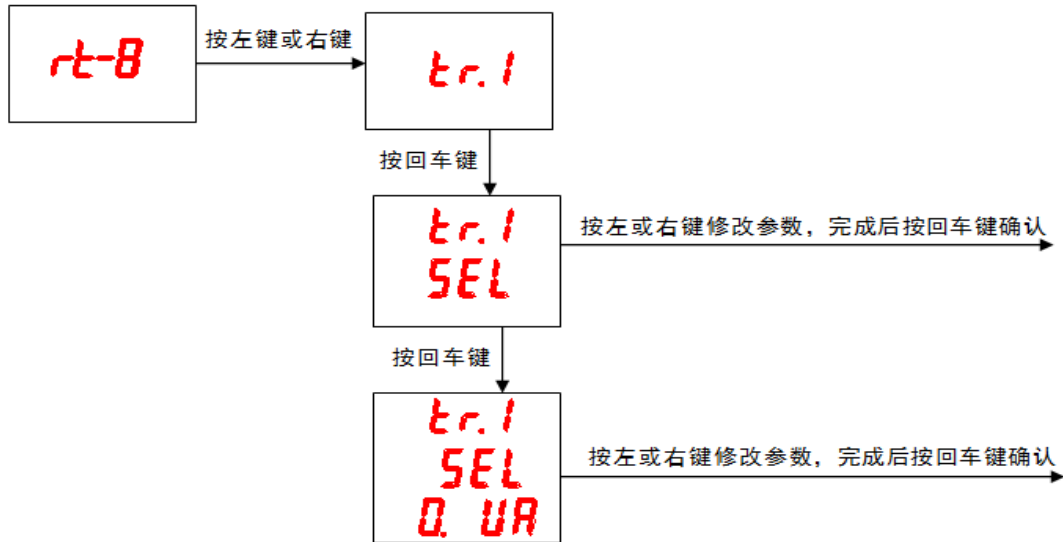 rt-8
按左键或右键
tr.1
按回车键
tr.1
SEL
按左或右键修改参数，完成后按回车键确认
按回车键
tr.1
SEL
0. UA
按左或右键修改参数，完成后按回车键确认